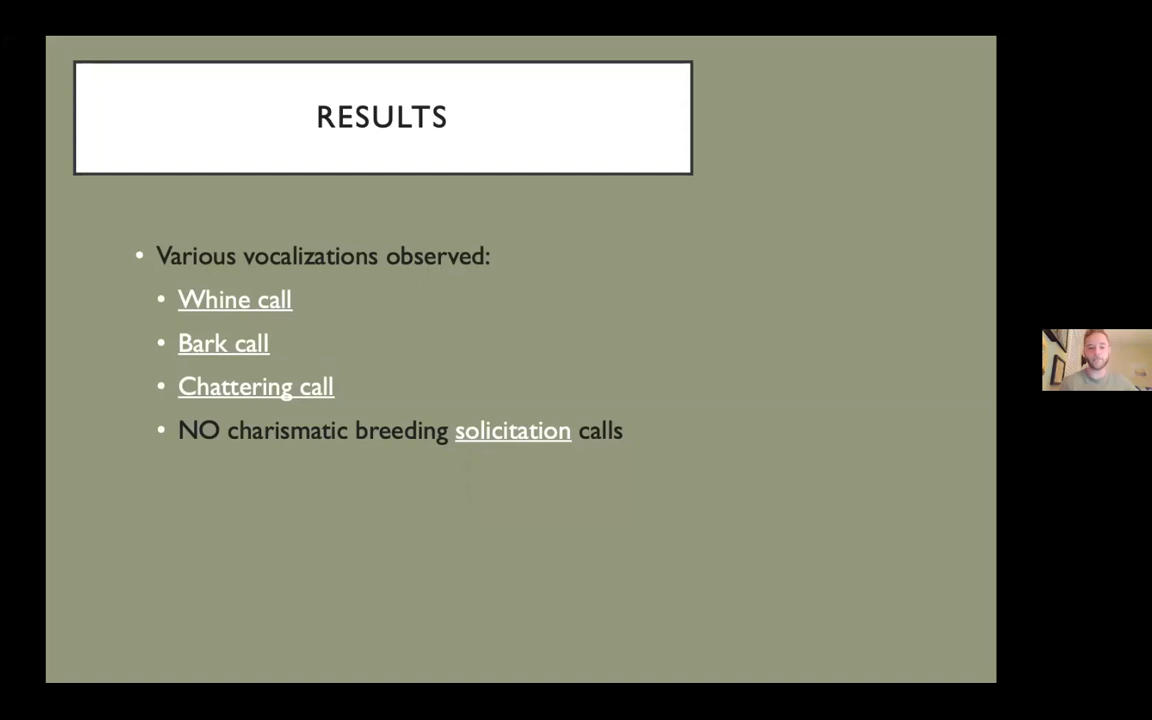 RESULTS
• Various vocalizations observed:
• Whine call
• Bark call
• Chattering call
• NO charismatic breeding solicitation calls